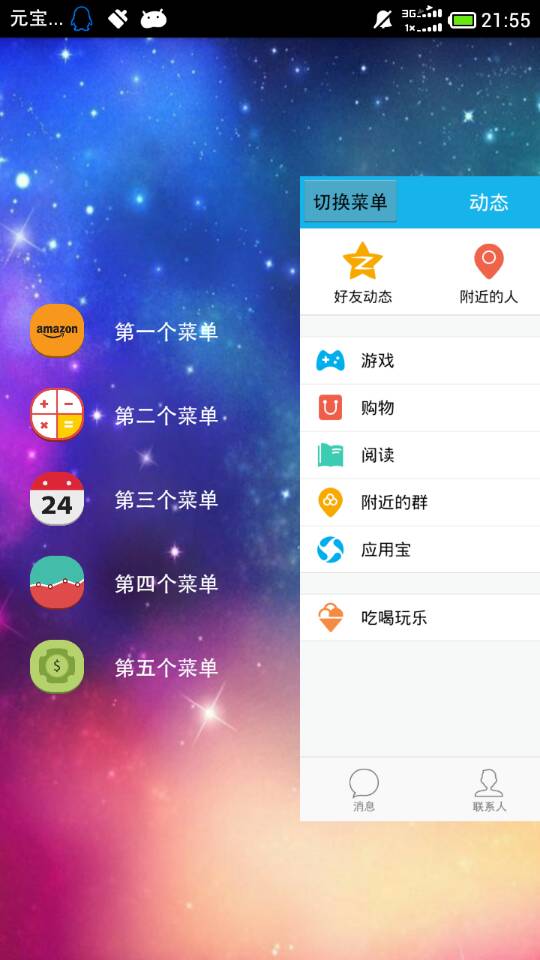 元宝...
3G
1x
21:55
切换菜单
动态
好友动态
附近的人
amazon
第一个菜单
第二个菜单
24
第三个菜单
第四个菜单
$
第五个菜单
游戏
购物
阅读
附近的群
应用宝
吃喝玩乐
消息
联系人